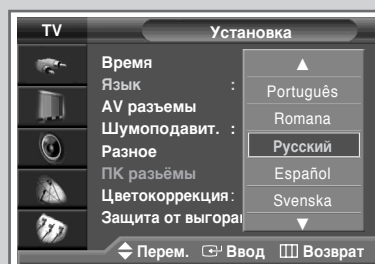 TV
Установка
Время
Язык :
AV разъемы
Шумоподавит. :
Разное
ПК разьёмы
Цветокоррекция:
Защита от выгора
▲
Português
Romana
Русский
Español
Svenska
▼
Перем. Ввод Возврат